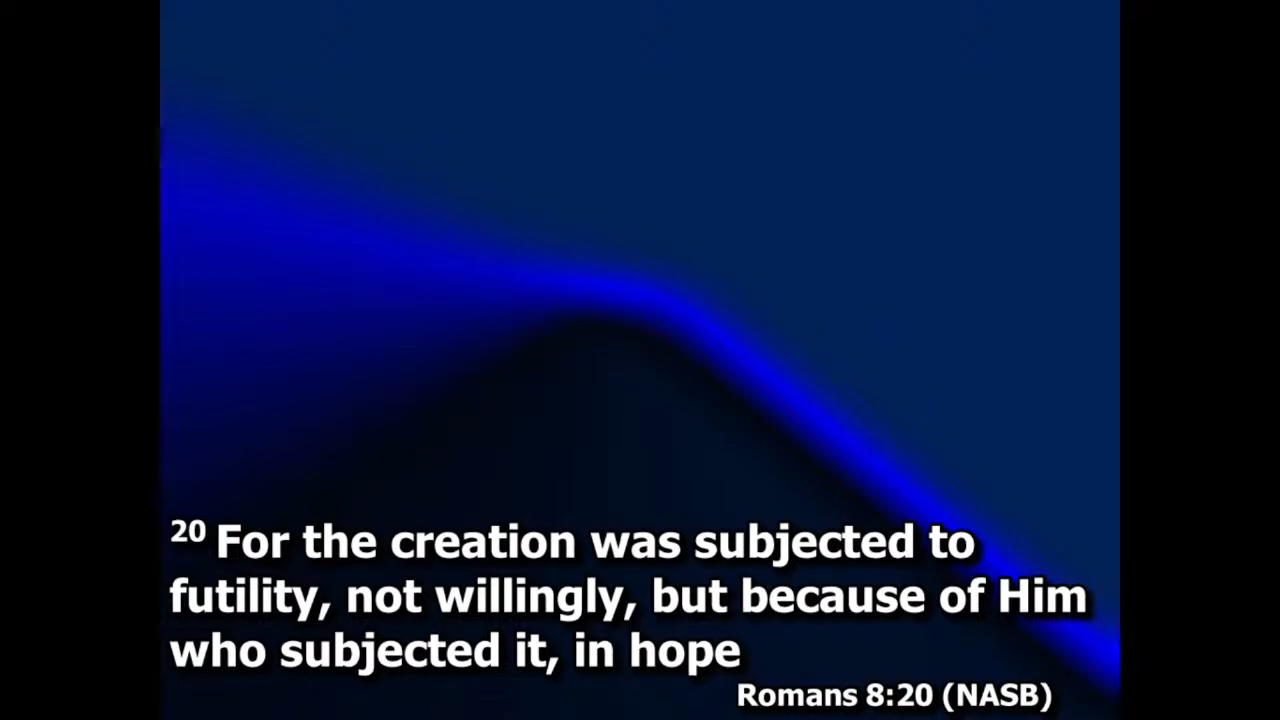 20 For the creation was subjected to
futility, not willingly, but because of Him
who subjected it, in hope
Romans 8:20 (NASB)